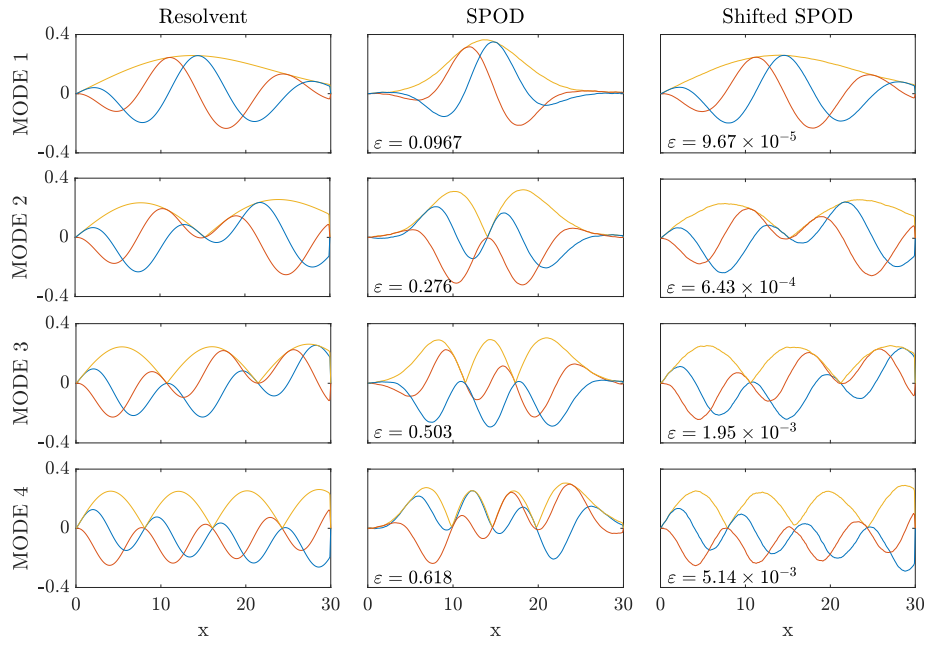 Resolvent SPOD Shifted SPOD
MODE 1
0.4
0
-0.4
ε = 0.0967
ε = 9.67 × 10⁻⁵
MODE 2
0.4
0
-0.4
ε = 0.276
ε = 6.43 × 10⁻⁴
MODE 3
0.4
0
-0.4
ε = 0.503
ε = 1.95 × 10⁻³
MODE 4
0.4
0
-0.4
ε = 0.618
ε = 5.14 × 10⁻³
0 10 20 30 0 10 20 30 0 10 20 30
x x x